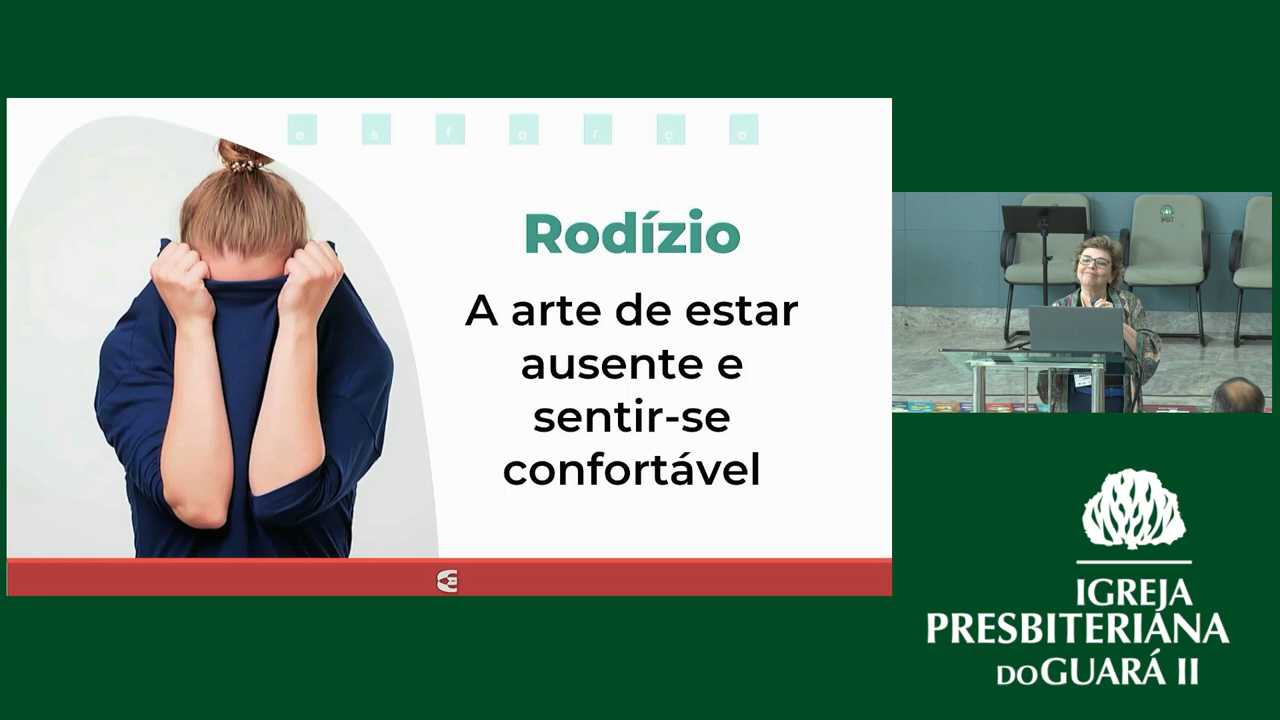 e s f o r ç o
Rodízio
A arte de estar
ausente e
sentir-se
confortável
IGREJA
PRESBITERIANA
DO GUARÁ II